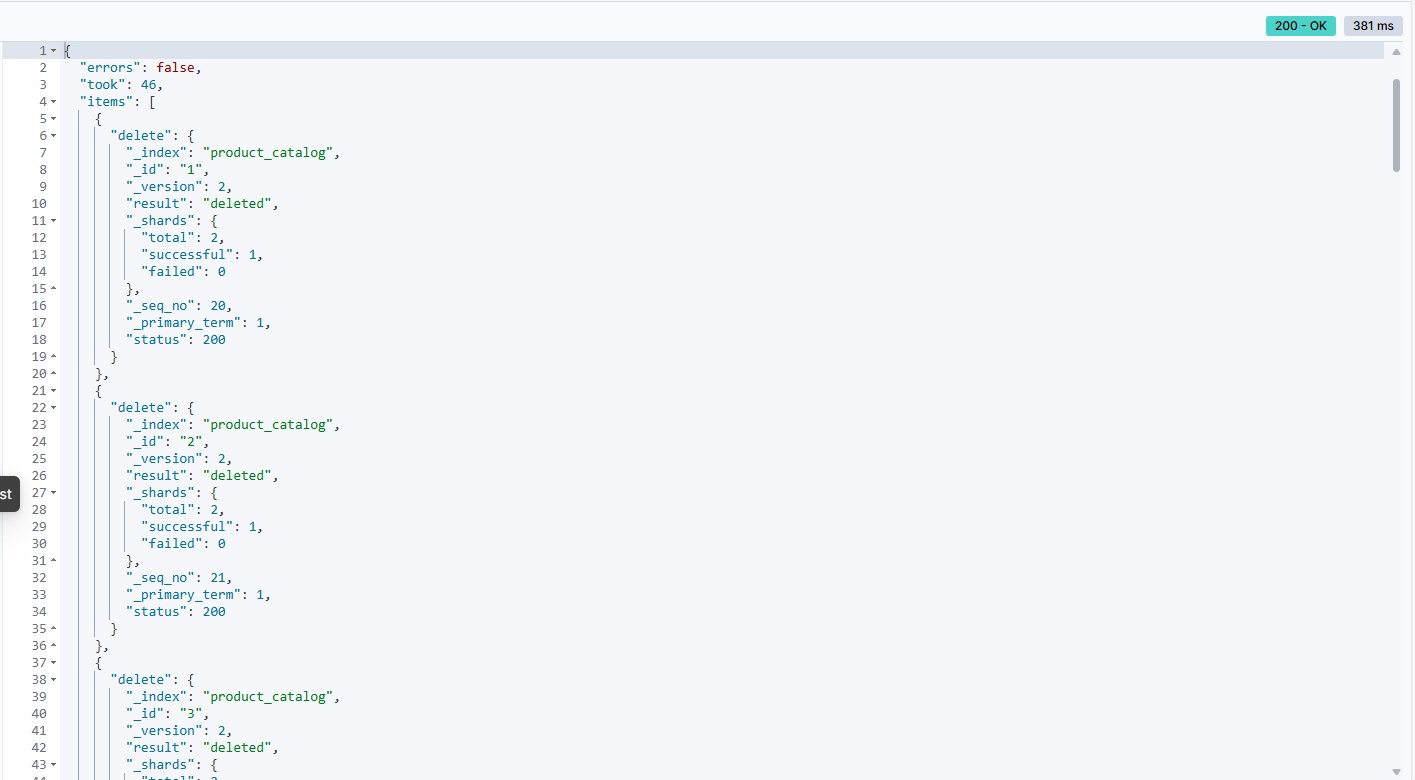 200 - OK 381 ms
1 {
2 "errors": false,
3 "took": 46,
4 "items": [
5 {
6 "delete": {
7 "_index": "product_catalog",
8 "_id": "1",
9 "_version": 2,
10 "result": "deleted",
11 "_shards": {
12 "total": 2,
13 "successful": 1,
14 "failed": 0
15 },
16 "_seq_no": 20,
17 "_primary_term": 1,
18 "status": 200
19 }
20 },
21 {
22 "delete": {
23 "_index": "product_catalog",
24 "_id": "2",
25 "_version": 2,
26 "result": "deleted",
st 27 "_shards": {
28 "total": 2,
29 "successful": 1,
30 "failed": 0
31 },
32 "_seq_no": 21,
33 "_primary_term": 1,
34 "status": 200
35 }
36 },
37 {
38 "delete": {
39 "_index": "product_catalog",
40 "_id": "3",
41 "_version": 2,
42 "result": "deleted",
43 "_shards": {